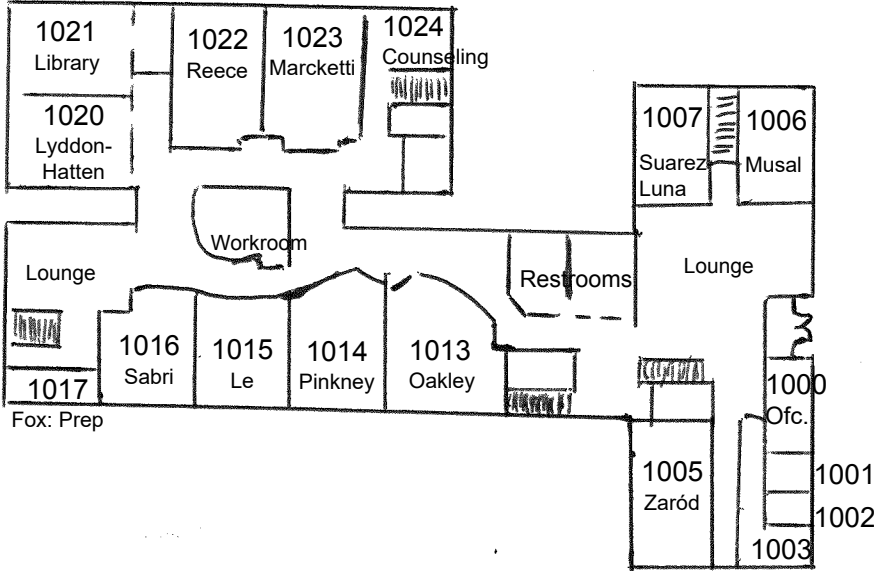 1021
Library
1022
Reece
1023
Marcketti
1024
Counseling
1020
Lyddon-
Hatten
1007
Suarez
Luna
1006
Musal
Workroom
Lounge
Restrooms
Lounge
1016
Sabri
1015
Le
1014
Pinkney
1013
Oakley
1017
Fox: Prep
1000
Ofc.
1005
Zaród
1001
1002
1003